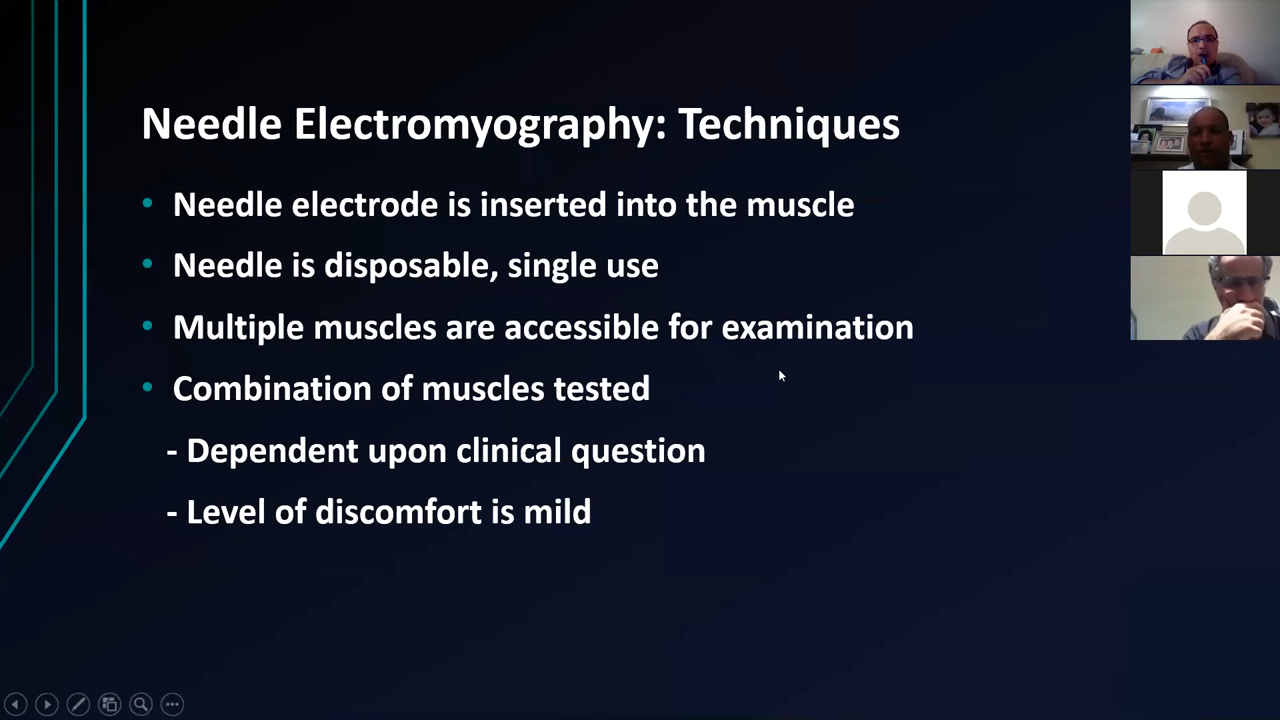 Needle Electromyography: Techniques
• Needle electrode is inserted into the muscle
• Needle is disposable, single use
• Multiple muscles are accessible for examination
• Combination of muscles tested
- Dependent upon clinical question
- Level of discomfort is mild